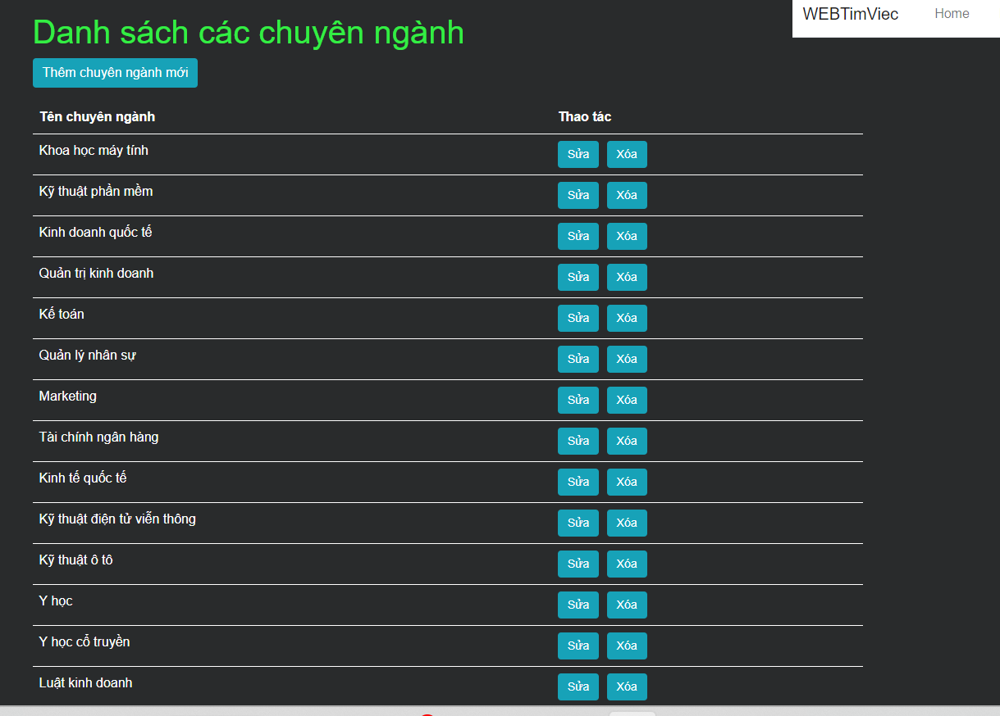 WEBTimViec Home
Danh sách các chuyên ngành
Thêm chuyên ngành mới
Tên chuyên ngành Thao tác
Khoa học máy tính Sửa Xóa
Kỹ thuật phần mềm Sửa Xóa
Kinh doanh quốc tế Sửa Xóa
Quản trị kinh doanh Sửa Xóa
Kế toán Sửa Xóa
Quản lý nhân sự Sửa Xóa
Marketing Sửa Xóa
Tài chính ngân hàng Sửa Xóa
Kinh tế quốc tế Sửa Xóa
Kỹ thuật điện tử viễn thông Sửa Xóa
Kỹ thuật ô tô Sửa Xóa
Y học Sửa Xóa
Y học cổ truyền Sửa Xóa
Luật kinh doanh Sửa Xóa